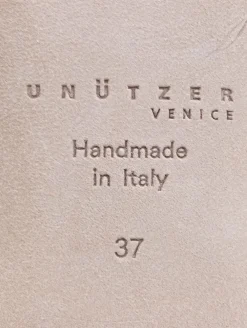 UNÜTZER
VENICE
Handmade
in Italy
37